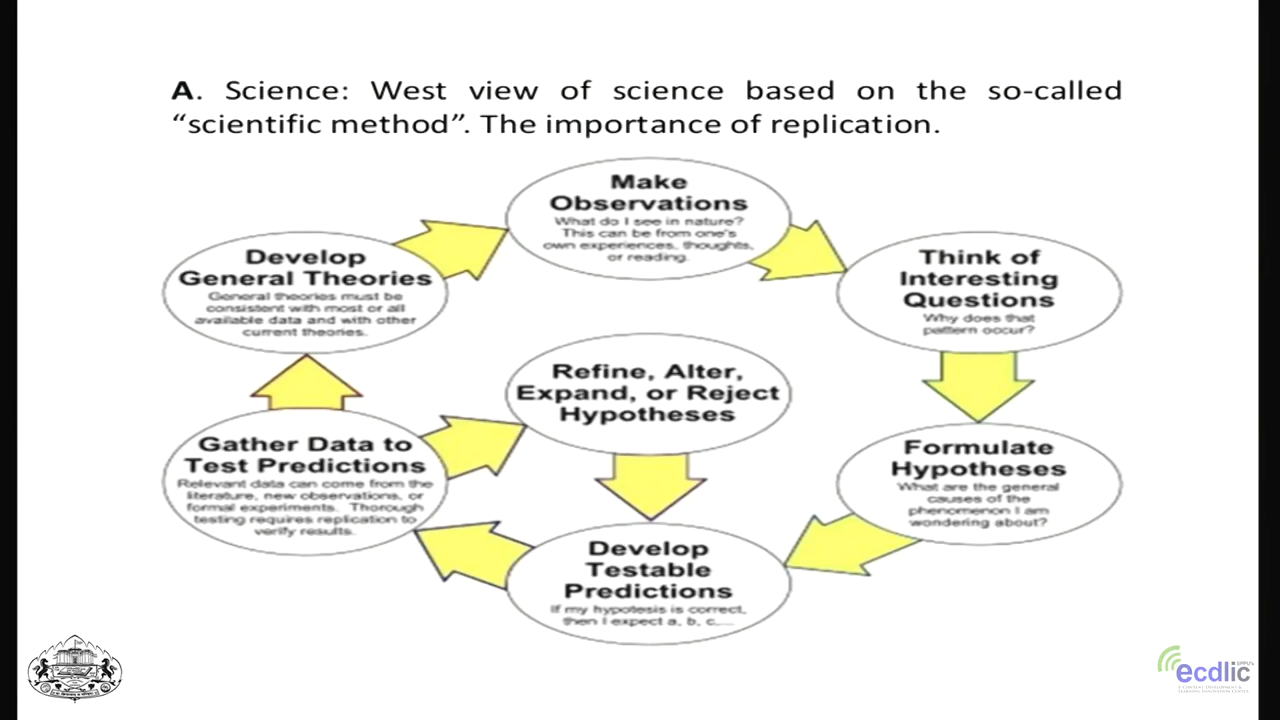 A. Science: West view of science based on the so-called
“scientific method”. The importance of replication.
Make
Observations
What do I see in nature?
This can be from one's
own experiences, thoughts,
or reading.
Think of
Interesting
Questions
Why does that
pattern occur?
Formulate
Hypotheses
What are the general
causes of the
phenomenon I am
wondering about?
Develop
Testable
Predictions
If my hypotesis is correct,
then I expect a, b, c,...
Gather Data to
Test Predictions
Relevant data can come from the
literature, new observations, or
formal experiments. Thorough
testing requires replication to
verify results.
Refine, Alter,
Expand, or Reject
Hypotheses
Develop
General Theories
General theories must be
consistent with most or all
available data and with other
current theories.
SPPU's
ecdlic
E-Content Development &
Learning Innovation Center